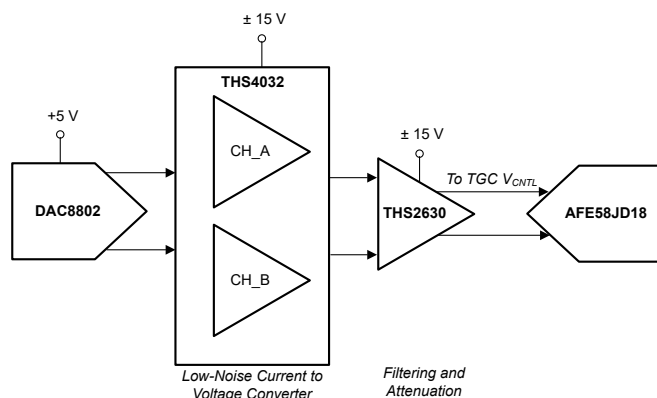 ± 15 V
THS4032
+5 V
CH_A
± 15 V
To TGC VCNTL
DAC8802
THS2630
AFE58JD18
CH_B
Low-Noise Current to
Voltage Converter
Filtering and
Attenuation